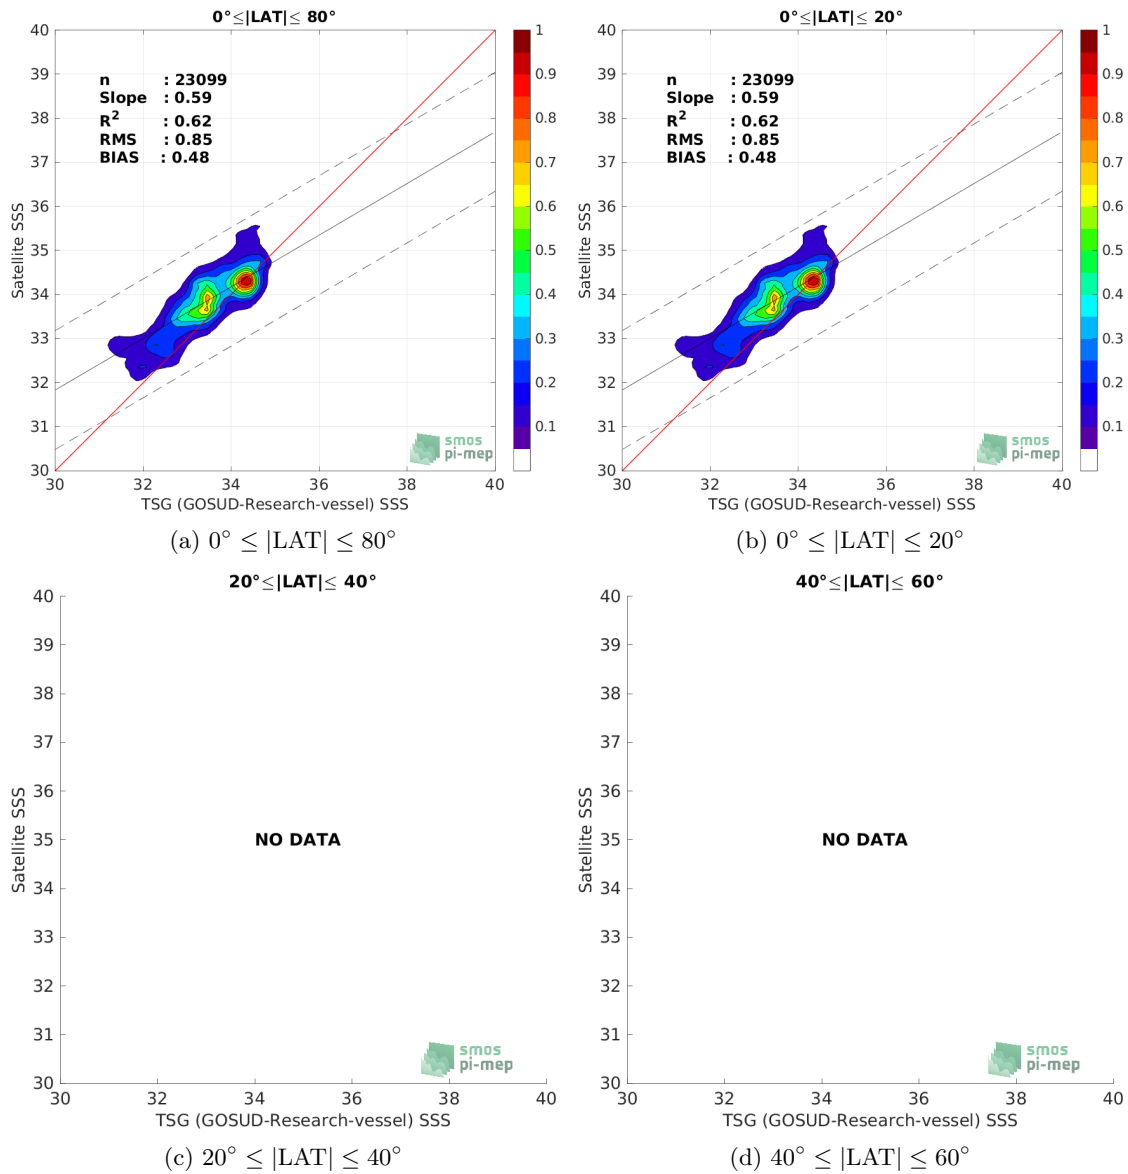 0°≤|LAT|≤ 80°
40
39
38
37
36
35
34
33
32
31
30
Satellite SSS
n : 23099
Slope : 0.59
R2 : 0.62
RMS : 0.85
BIAS : 0.48
1
0.9
0.8
0.7
0.6
0.5
0.4
0.3
0.2
0.1
smos
pi-mep
30 32 34 36 38 40
TSG (GOSUD-Research-vessel) SSS
(a) 0° ≤ |LAT| ≤ 80°
0°≤|LAT|≤ 20°
40
39
38
37
36
35
34
33
32
31
30
Satellite SSS
n : 23099
Slope : 0.59
R2 : 0.62
RMS : 0.85
BIAS : 0.48
1
0.9
0.8
0.7
0.6
0.5
0.4
0.3
0.2
0.1
smos
pi-mep
30 32 34 36 38 40
TSG (GOSUD-Research-vessel) SSS
(b) 0° ≤ |LAT| ≤ 20°
20°≤|LAT|≤ 40°
40
39
38
37
36
35
34
33
32
31
30
Satellite SSS
NO DATA
smos
pi-mep
30 32 34 36 38 40
TSG (GOSUD-Research-vessel) SSS
(c) 20° ≤ |LAT| ≤ 40°
40°≤|LAT|≤ 60°
40
39
38
37
36
35
34
33
32
31
30
Satellite SSS
NO DATA
smos
pi-mep
30 32 34 36 38 40
TSG (GOSUD-Research-vessel) SSS
(d) 40° ≤ |LAT| ≤ 60°